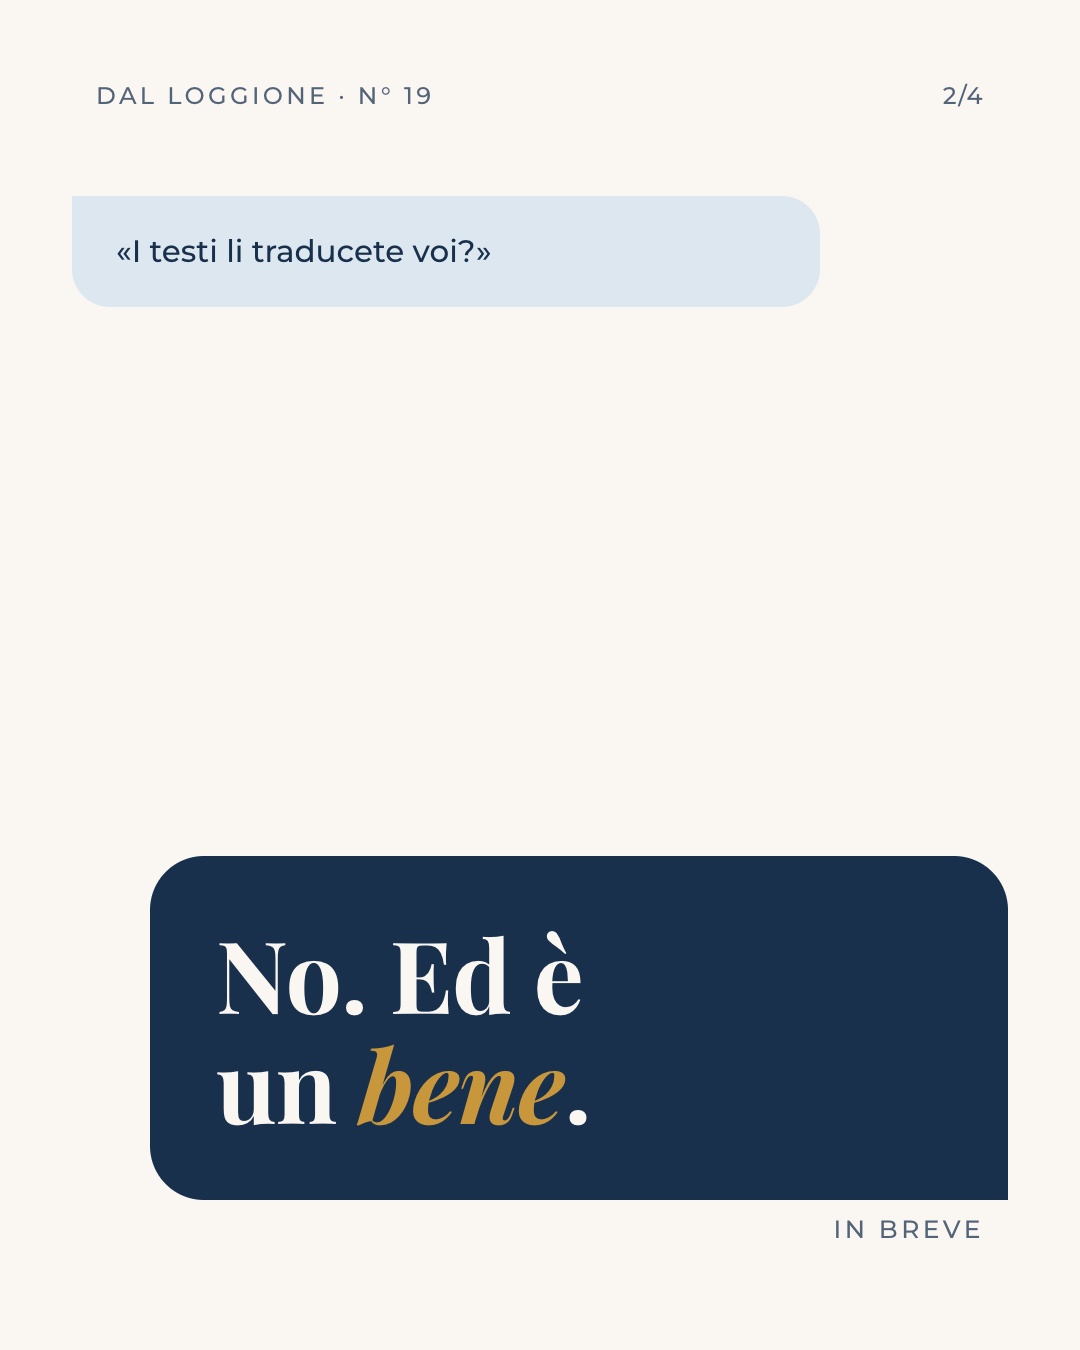 DAL LOGGIONE · N° 19
2/4
«I testi li traducete voi?»
No. Ed è
un bene.
IN BREVE